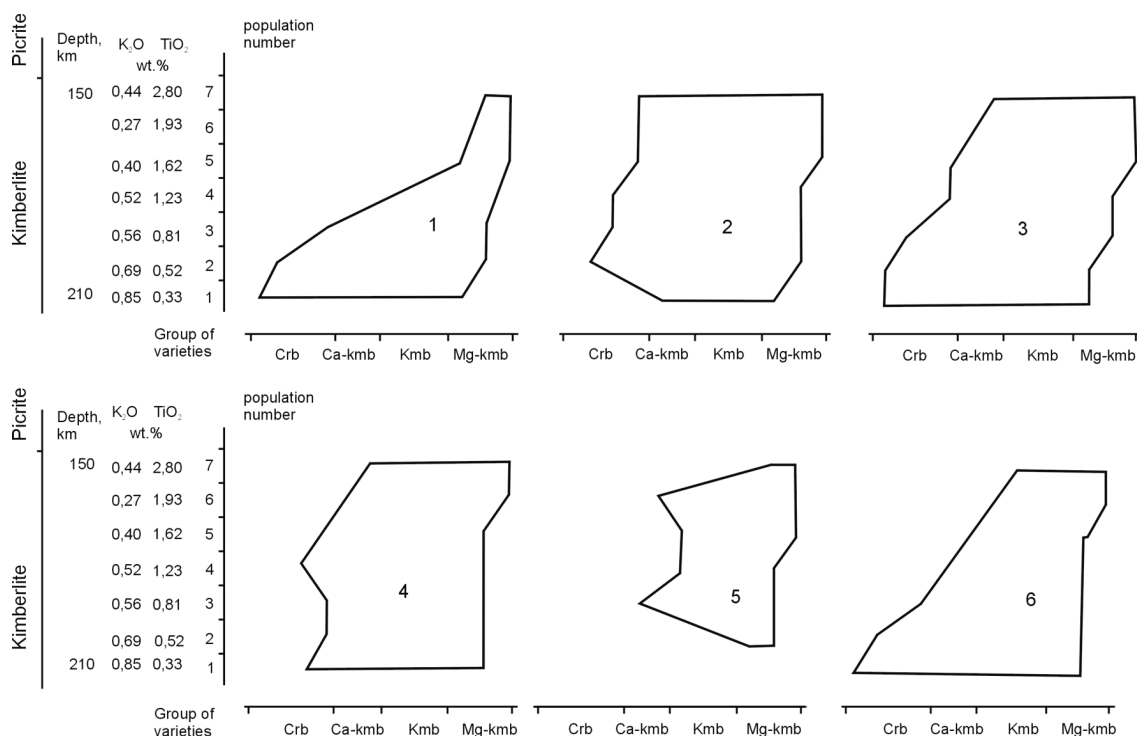 Picrite
Kimberlite
Depth,
km
K₂O TiO₂
wt.%
population
number
150 0,44 2,80 7
0,27 1,93 6
0,40 1,62 5
0,52 1,23 4
0,56 0,81 3
0,69 0,52 2
210 0,85 0,33 1
1
2
3
Group of
varieties
Crb Ca-kmb Kmb Mg-kmb
Crb Ca-kmb Kmb Mg-kmb
Crb Ca-kmb Kmb Mg-kmb
Picrite
Kimberlite
Depth,
km
K₂O TiO₂
wt.%
population
number
150 0,44 2,80 7
0,27 1,93 6
0,40 1,62 5
0,52 1,23 4
0,56 0,81 3
0,69 0,52 2
210 0,85 0,33 1
4
5
6
Group of
varieties
Crb Ca-kmb Kmb Mg-kmb
Crb Ca-kmb Kmb Mg-kmb
Crb Ca-kmb Kmb Mg-kmb